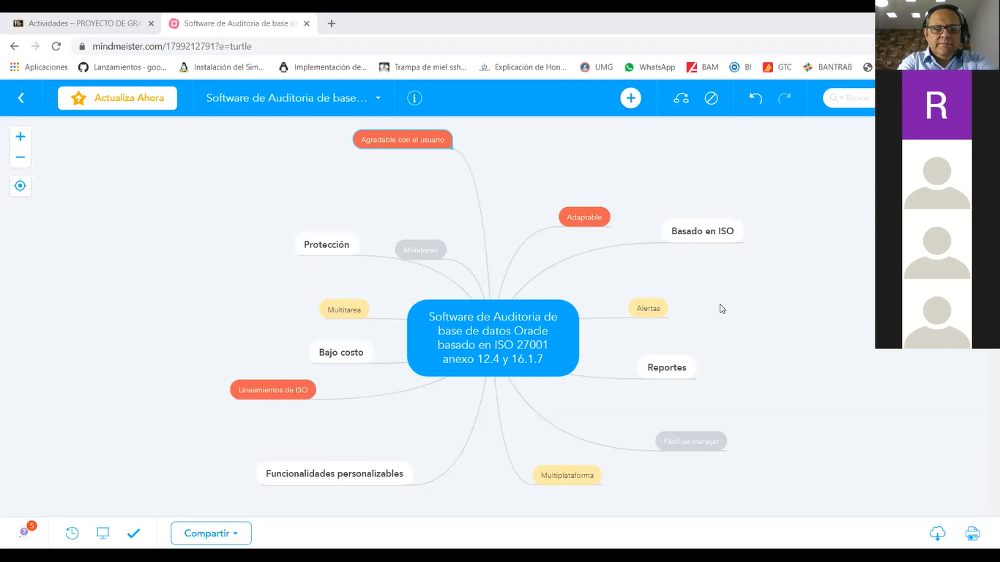 Actividades – PROYECTO DE GRA
Software de Auditoria de base de
mindmeister.com/1799212791?e=turtle
Aplicaciones
Lanzamientos · goo...
Instalación del Sim...
Implementación de...
Trampa de miel ssh...
Explicación de Hon...
UMG
WhatsApp
BAM
BI
GTC
BANTRAB
Actualiza Ahora
Software de Auditoria de base...
Buscar
R
Agradable con el usuario
Adaptable
Basado en ISO
Protección
Monitoreo
Multitarea
Alertas
Software de Auditoria de
base de datos Oracle
basado en ISO 27001
anexo 12.4 y 16.1.7
Bajo costo
Reportes
Lineamientos de ISO
Fácil de manejar
Funcionalidades personalizables
Multiplataforma
5
Compartir